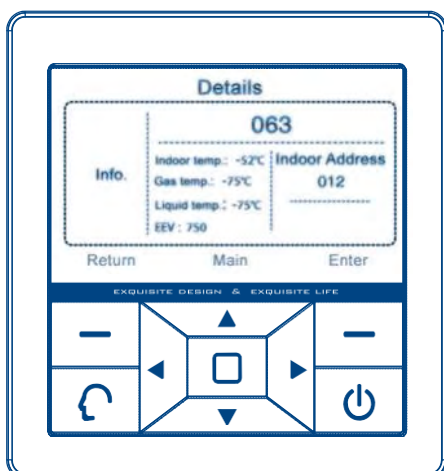 Details
063
Info.
Indoor temp.: -52℃
Gas temp.: -75℃
Liquid temp.: -75℃
EEV : 750
Indoor Address
012
Return Main Enter
EXQUISITE DESIGN & EXQUISITE LIFE